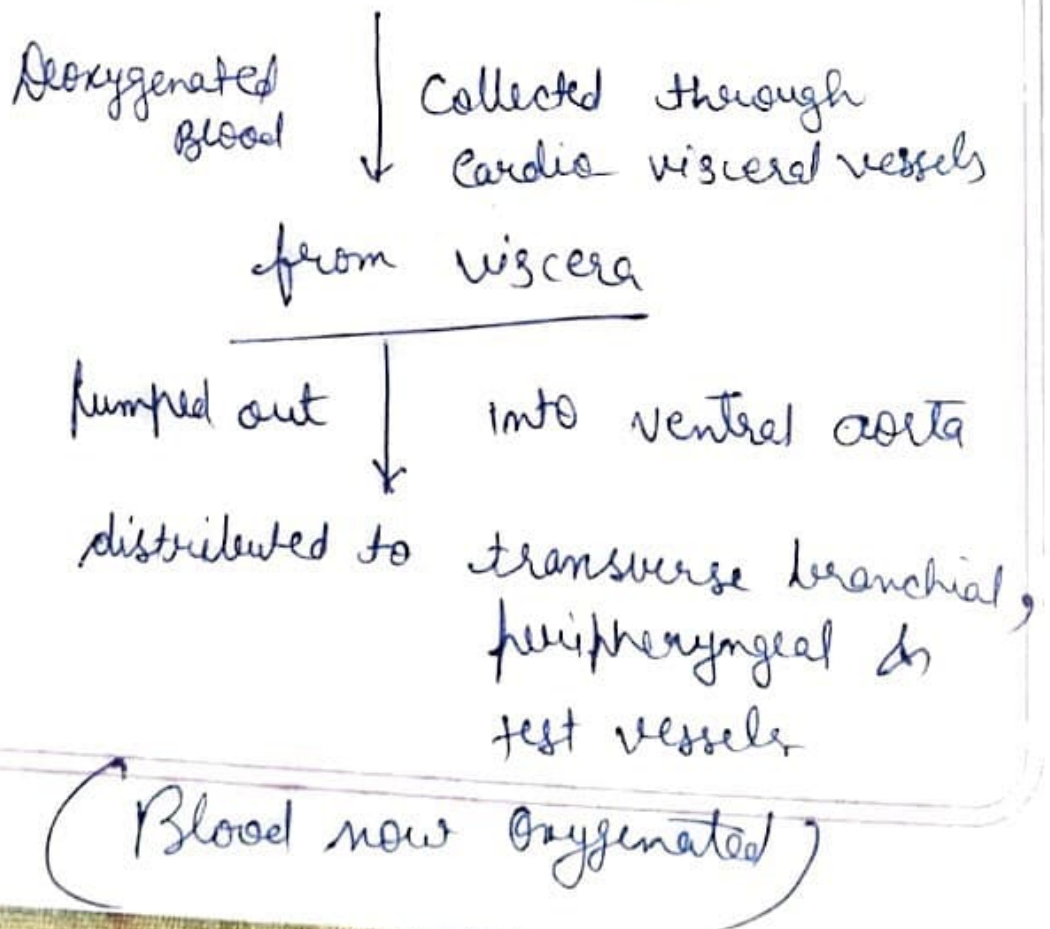 Deoxygenated
Blood
Collected through
Cardio visceral vessels
from viscera
Pumped out into ventral aorta
distributed to transverse branchial,
peripheryngeal &
test vessels
(Blood now Oxygenated)